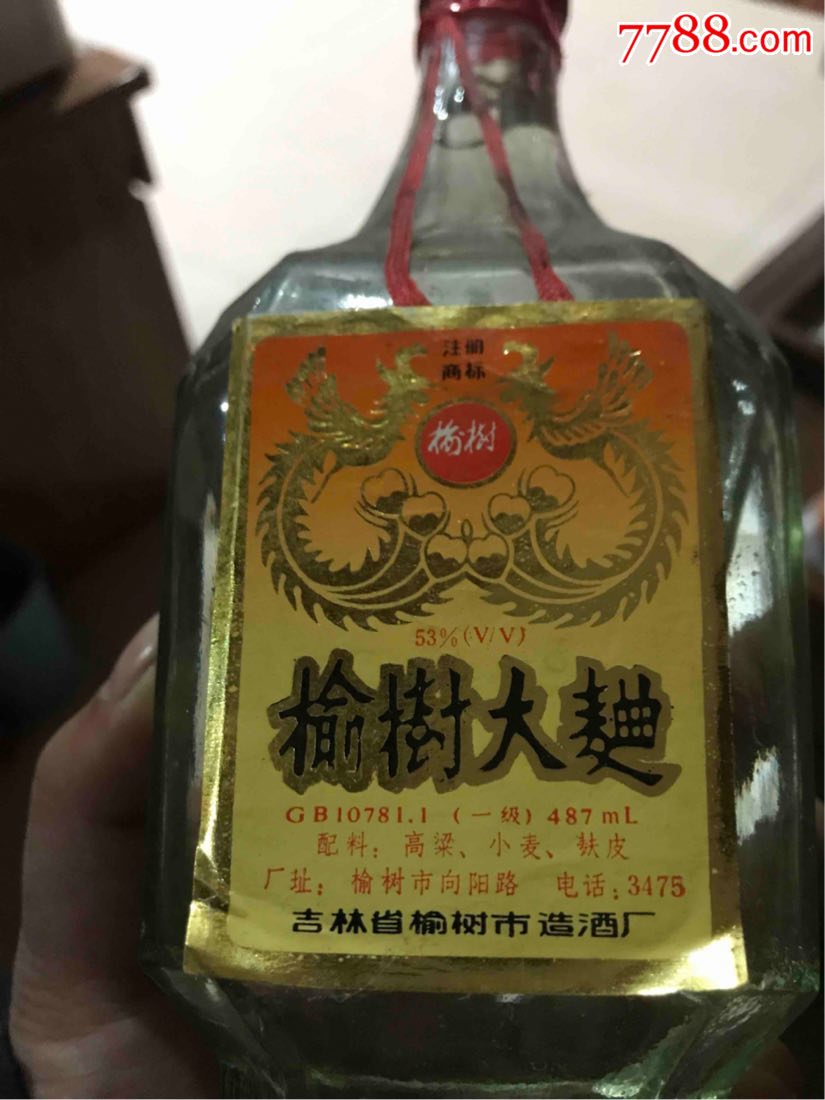 7788.com
注册
商标
榆樹
53%(V/V)
榆樹大麯
GB10781.1 (一级) 487mL
配料: 高粱、小麦、麸皮
厂址: 榆树市向阳路 电话: 3475
吉林省榆树市造酒厂